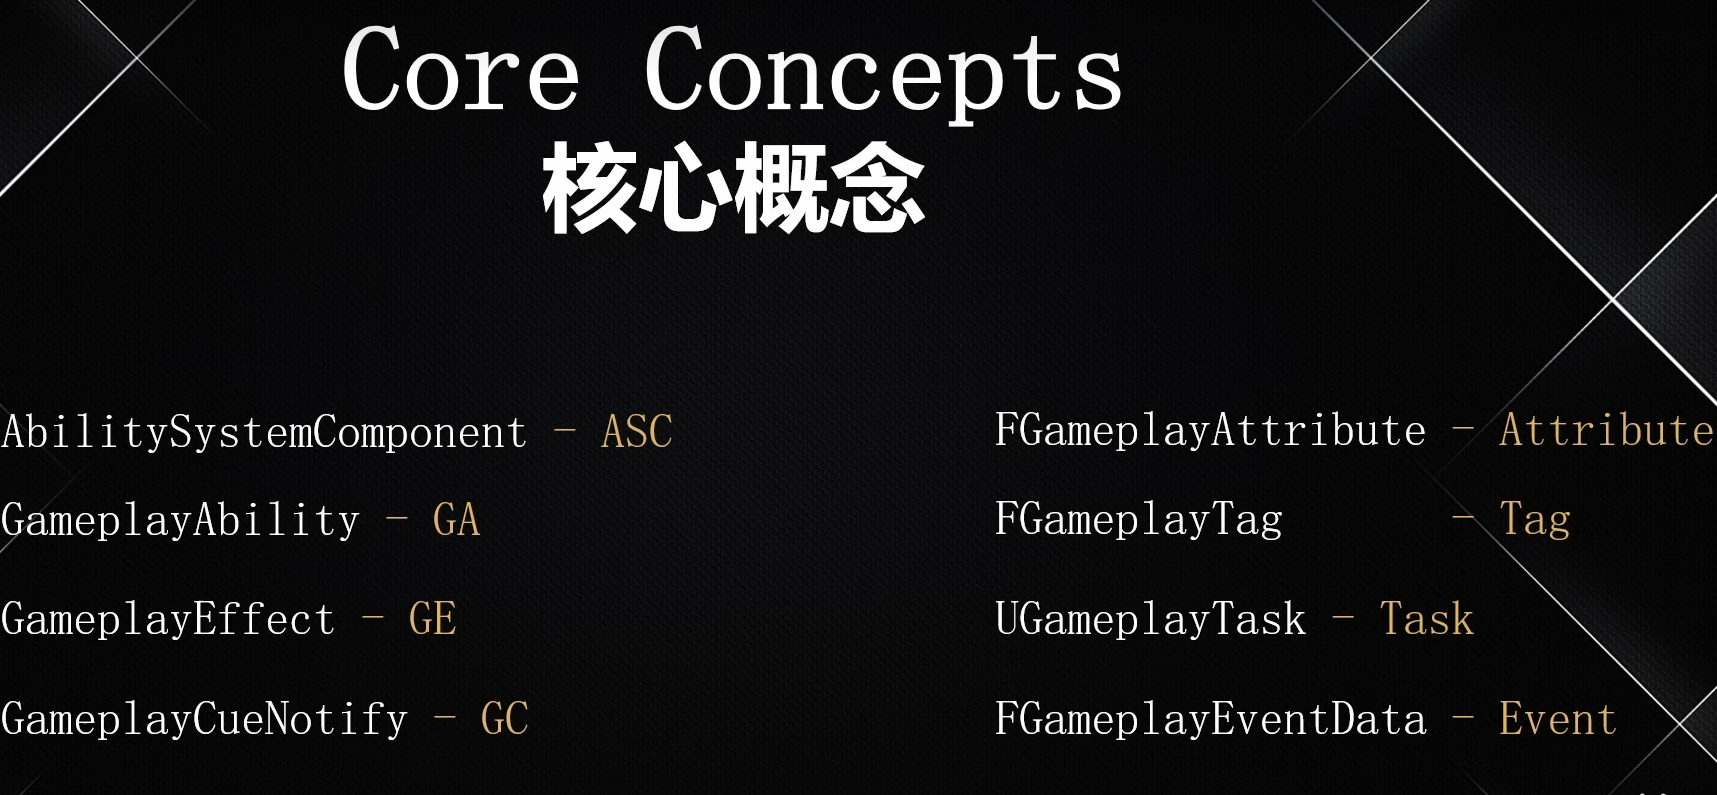 Core Concepts
核心概念
AbilitySystemComponent - ASC
GameplayAbility - GA
GameplayEffect - GE
GameplayCueNotify - GC
FGameplayAttribute - Attribute
FGameplayTag - Tag
UGameplayTask - Task
FGameplayEventData - Event